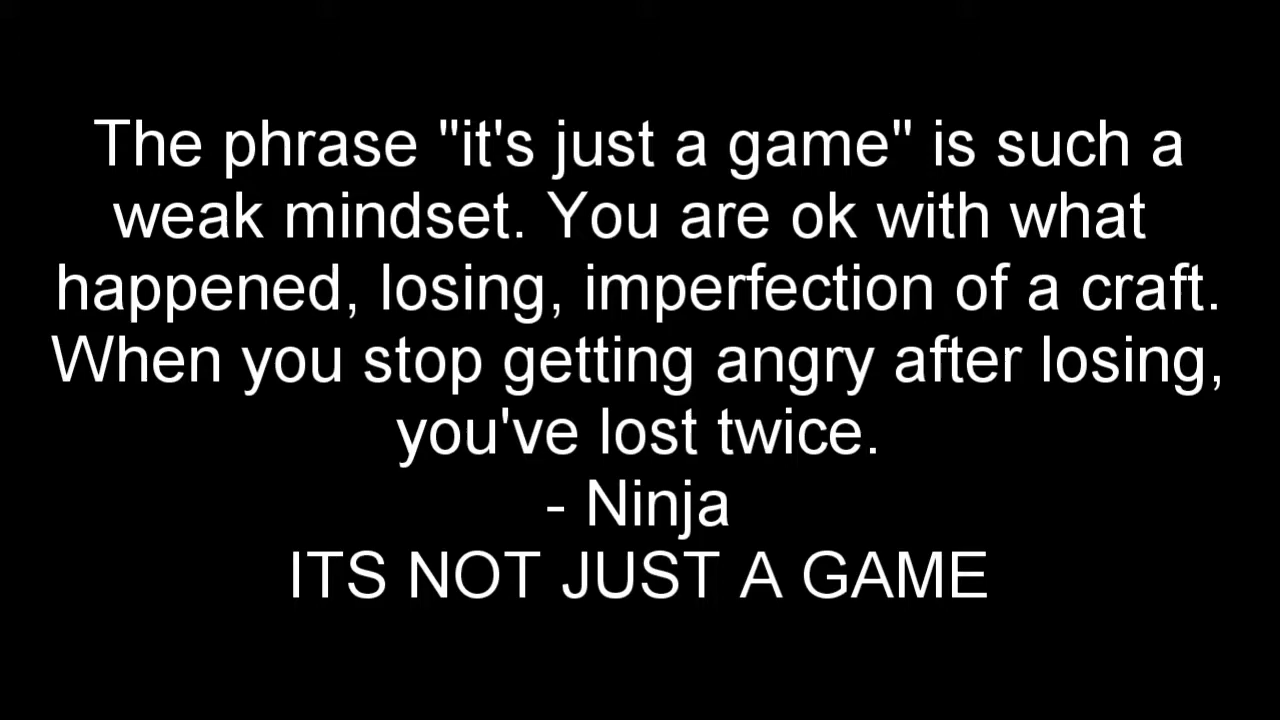 The phrase "it's just a game" is such a
weak mindset. You are ok with what
happened, losing, imperfection of a craft.
When you stop getting angry after losing,
you've lost twice.
- Ninja
ITS NOT JUST A GAME